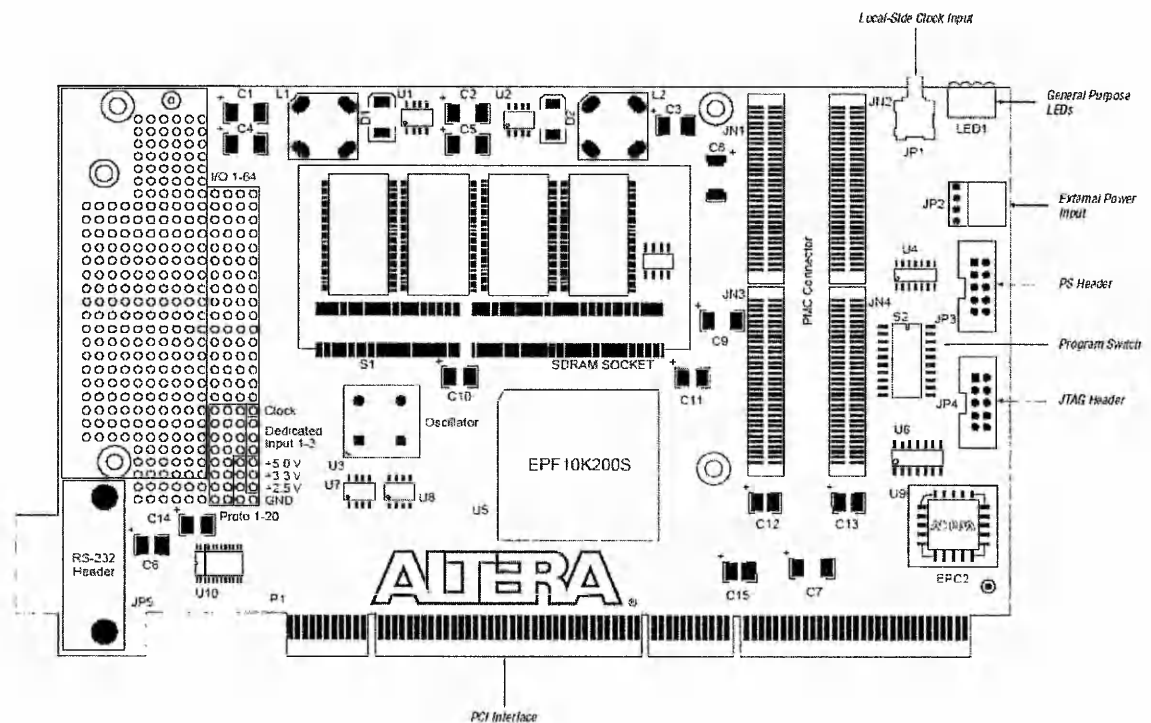 Local-Side Clock Input
C1
L1
U1
C2
U2
L2
C3
JN2
General Purpose
LEDs
C4
D1
C5
D2
JN1
LED1
JP1
C8
I/O 1-64
JP2
External Power
Input
PMC Connector
U4
PS Header
JN3
JN4
S2
JP3
C9
Program Switch
S1
SDRAM SOCKET
C10
C11
JP4
JTAG Header
Clock
Oscillator
Dedicated
Input 1-3
U6
+5.0 V
U3
EPF10K200S
+3.3 V
U7
+2.5 V
U8
U9
GND
U5
Proto 1-20
C14
C12
C13
RS-232
Header
C6
ALTERA
®
EPC2
U10
C15
C7
JP5
P1
PCI Interface